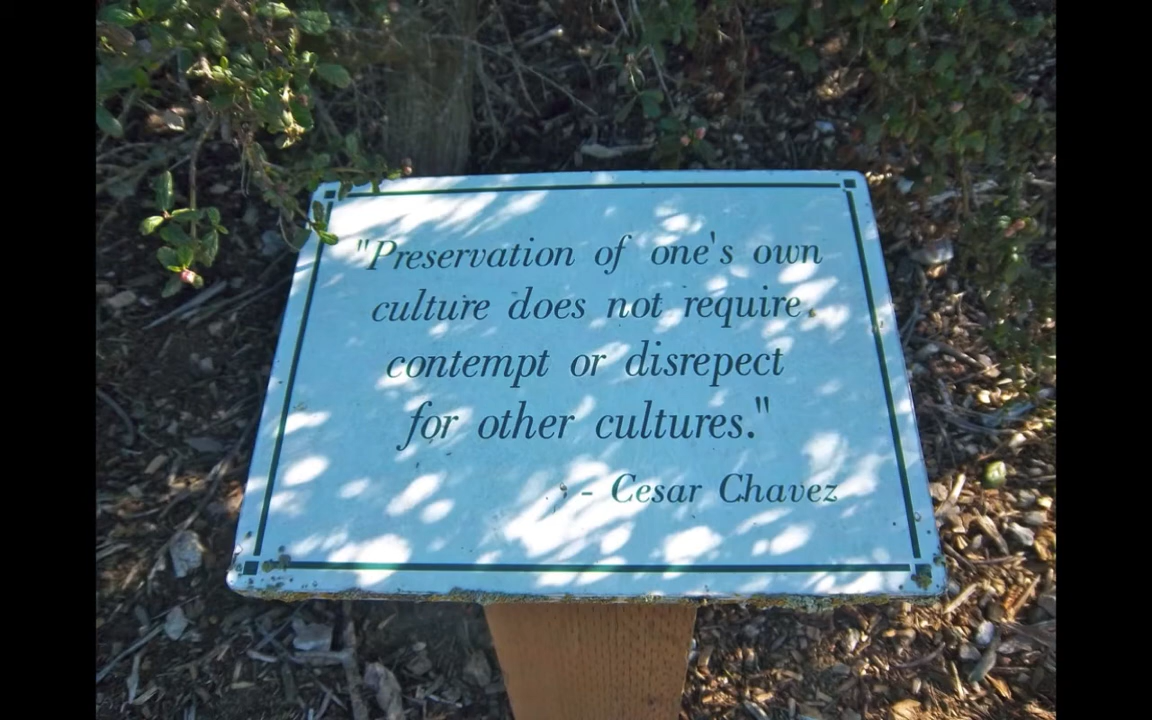 "Preservation of one's own
culture does not require
contempt or disrepect
for other cultures."
- Cesar Chavez